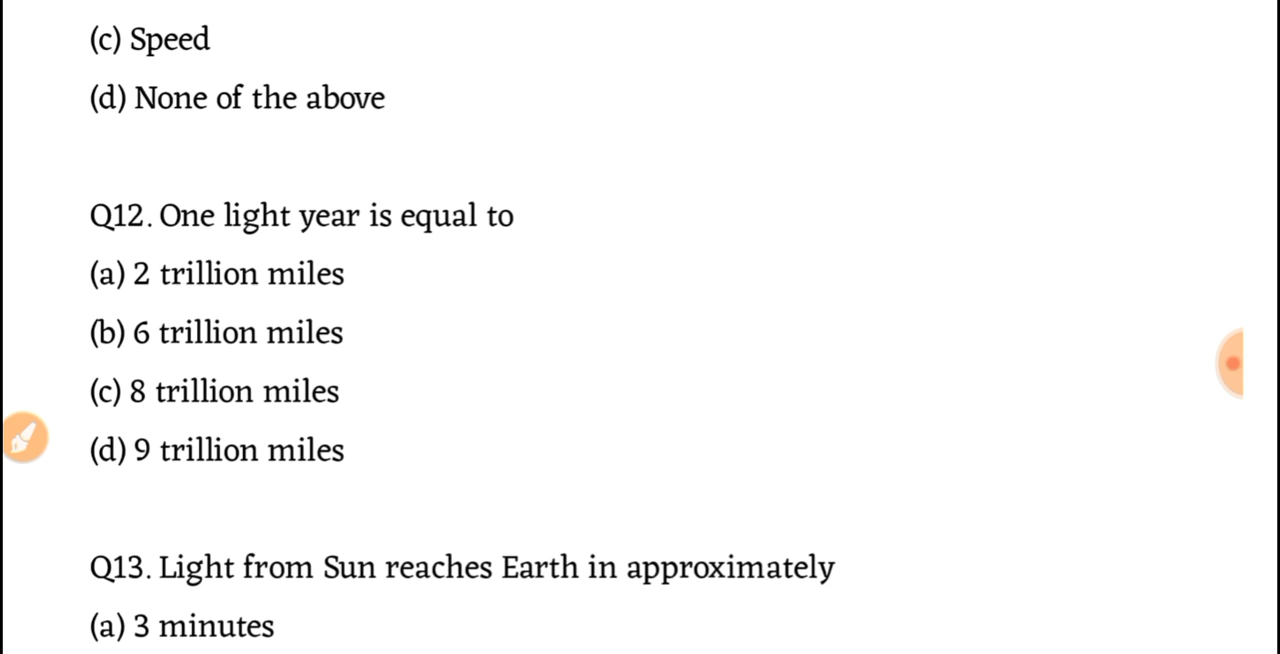 (c) Speed
(d) None of the above
Q12. One light year is equal to
(a) 2 trillion miles
(b) 6 trillion miles
(c) 8 trillion miles
(d) 9 trillion miles
Q13. Light from Sun reaches Earth in approximately
(a) 3 minutes